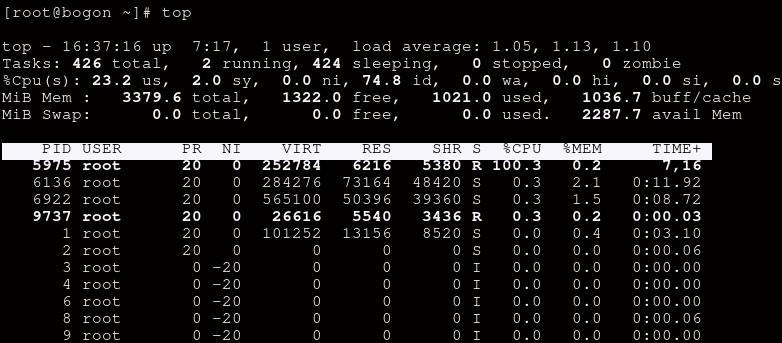 [root@bogon ~]# top
top - 16:37:16 up  7:17,  1 user,  load average: 1.05, 1.13, 1.10
Tasks: 426 total,   2 running, 424 sleeping,   0 stopped,   0 zombie
%Cpu(s): 23.2 us,  2.0 sy,  0.0 ni, 74.8 id,  0.0 wa,  0.0 hi,  0.0 si,  0.0 s
MiB Mem :   3379.6 total,   1322.0 free,   1021.0 used,   1036.7 buff/cache
MiB Swap:      0.0 total,      0.0 free,      0.0 used.   2287.7 avail Mem
PID USER      PR  NI    VIRT    RES    SHR S  %CPU  %MEM     TIME+
5975 root      20   0  252784   6216   5380 R 100.3   0.2      7,16
6136 root      20   0  284276  73164  48420 S   0.3   2.1   0:11.92
6922 root      20   0  565100  50396  39360 S   0.3   1.5   0:08.72
9737 root      20   0   26616   5540   3436 R   0.3   0.2   0:00.03
1 root      20   0  101252  13156   8520 S   0.0   0.4   0:03.10
2 root      20   0       0      0      0 S   0.0   0.0   0:00.06
3 root       0 -20       0      0      0 I   0.0   0.0   0:00.00
4 root       0 -20       0      0      0 I   0.0   0.0   0:00.00
6 root       0 -20       0      0      0 I   0.0   0.0   0:00.00
8 root       0 -20       0      0      0 I   0.0   0.0   0:00.06
9 root       0 -20       0      0      0 I   0.0   0.0   0:00.00